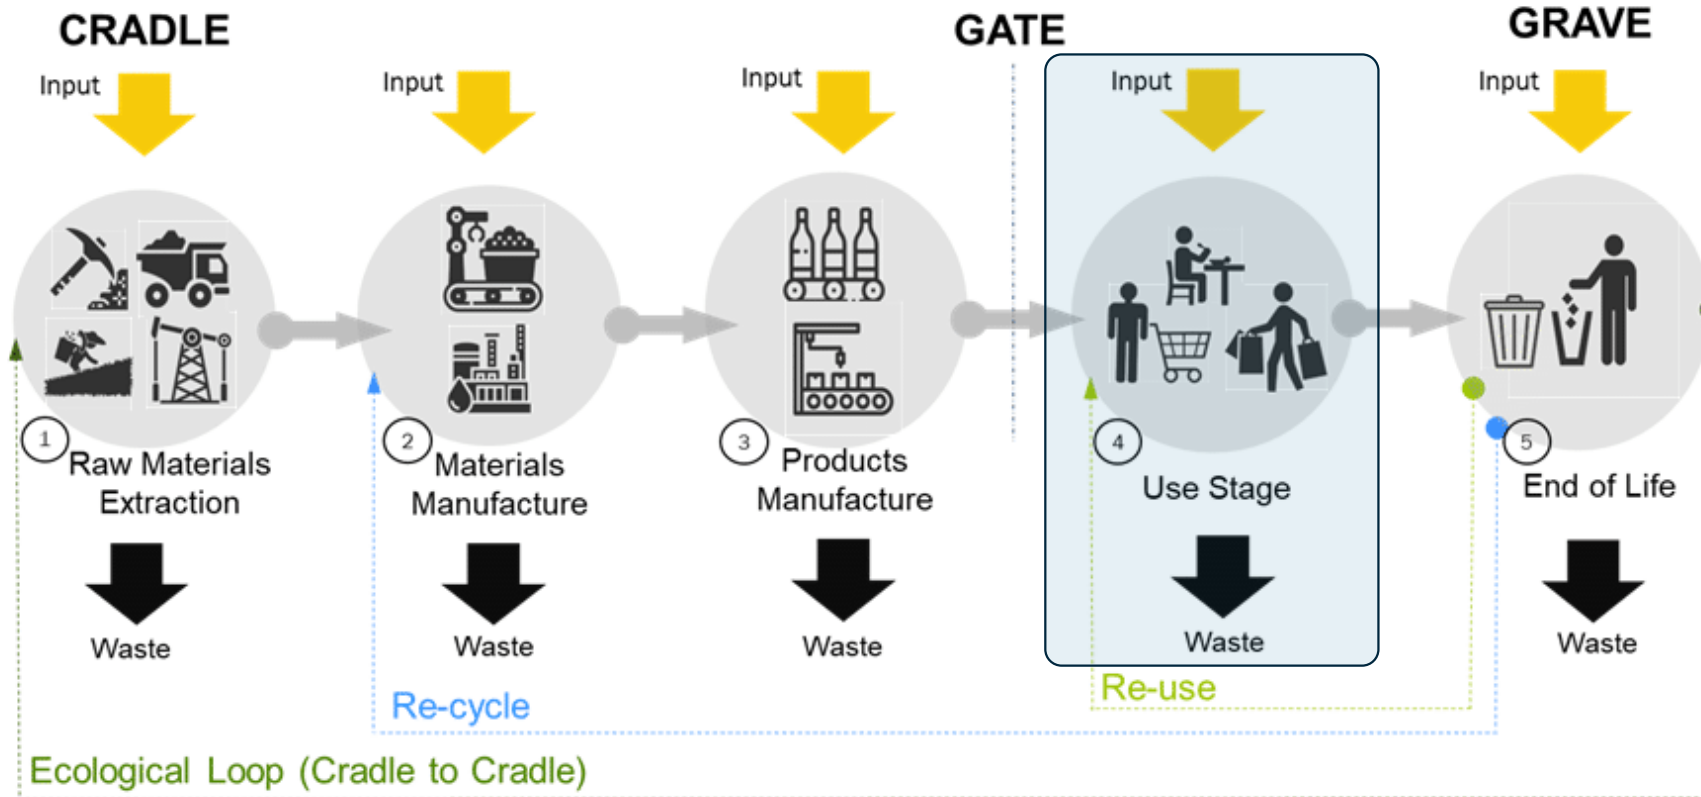 CRADLE
GATE
GRAVE
Input
Input
Input
Input
Input
1
Raw Materials
Extraction
2
Materials
Manufacture
3
Products
Manufacture
4
Use Stage
5
End of Life
Waste
Waste
Waste
Waste
Waste
Re-use
Re-cycle
Ecological Loop (Cradle to Cradle)